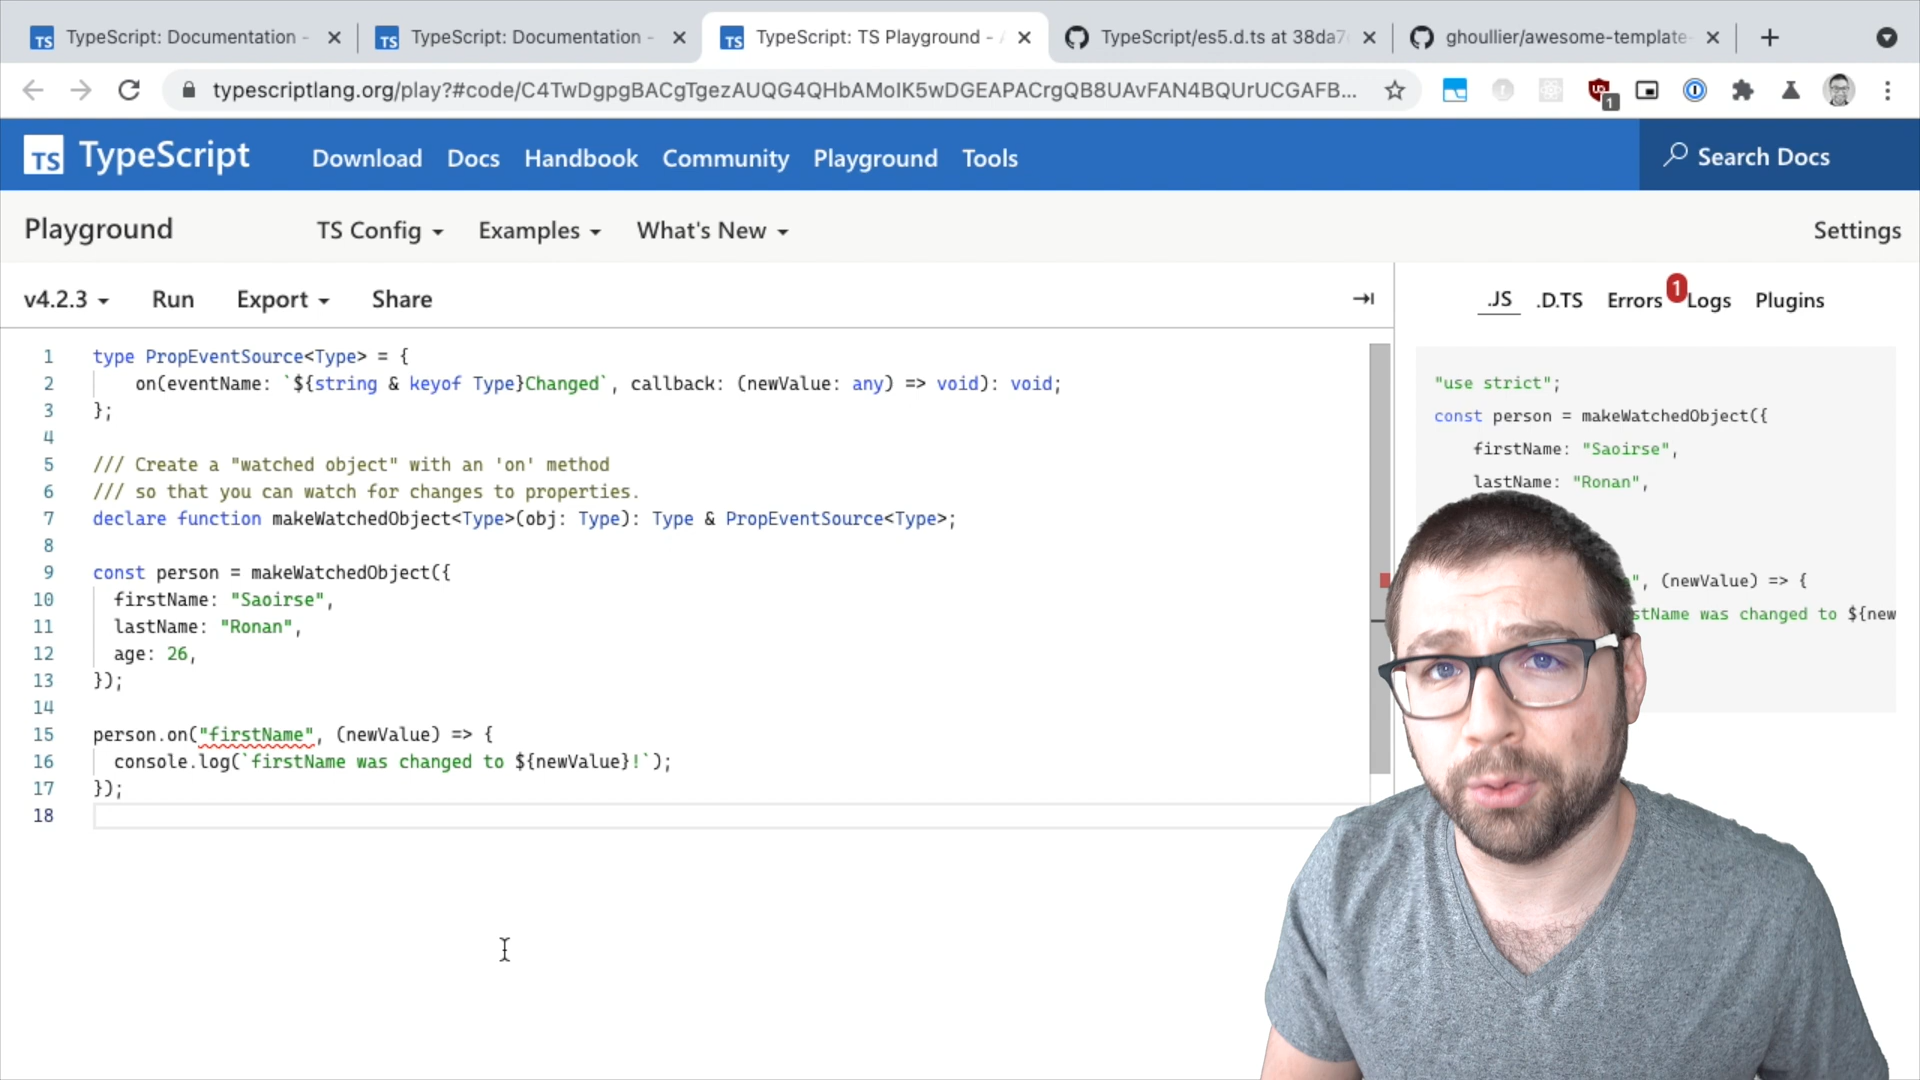 TypeScript: Documentation -
TypeScript: Documentation -
TypeScript: TS Playground -
TypeScript/es5.d.ts at 38da7
ghoullier/awesome-template-
typescriptlang.org/play?#code/C4TwDgpgBACgTgezAUQG4QHbAMoIK5wDGEAPACrgQB8UAvFAN4BQUrUCGAFB...
1
TS TypeScript
Download
Docs
Handbook
Community
Playground
Tools
Search Docs
Playground
TS Config
Examples
What's New
Settings
v4.2.3
Run
Export
Share
.JS
.D.TS
Errors
1
Logs
Plugins
1 type PropEventSource<Type> = {
2 on(eventName: `${string & keyof Type}Changed`, callback: (newValue: any) => void): void;
3 };
4
5 /// Create a "watched object" with an 'on' method
6 /// so that you can watch for changes to properties.
7 declare function makeWatchedObject<Type>(obj: Type): Type & PropEventSource<Type>;
8
9 const person = makeWatchedObject({
10 firstName: "Saoirse",
11 lastName: "Ronan",
12 age: 26,
13 });
14
15 person.on("firstName", (newValue) => {
16 console.log(`firstName was changed to ${newValue}!`);
17 });
18
"use strict";
const person = makeWatchedObject({
firstName: "Saoirse",
lastName: "Ronan",
", (newValue) => {
stName was changed to ${new